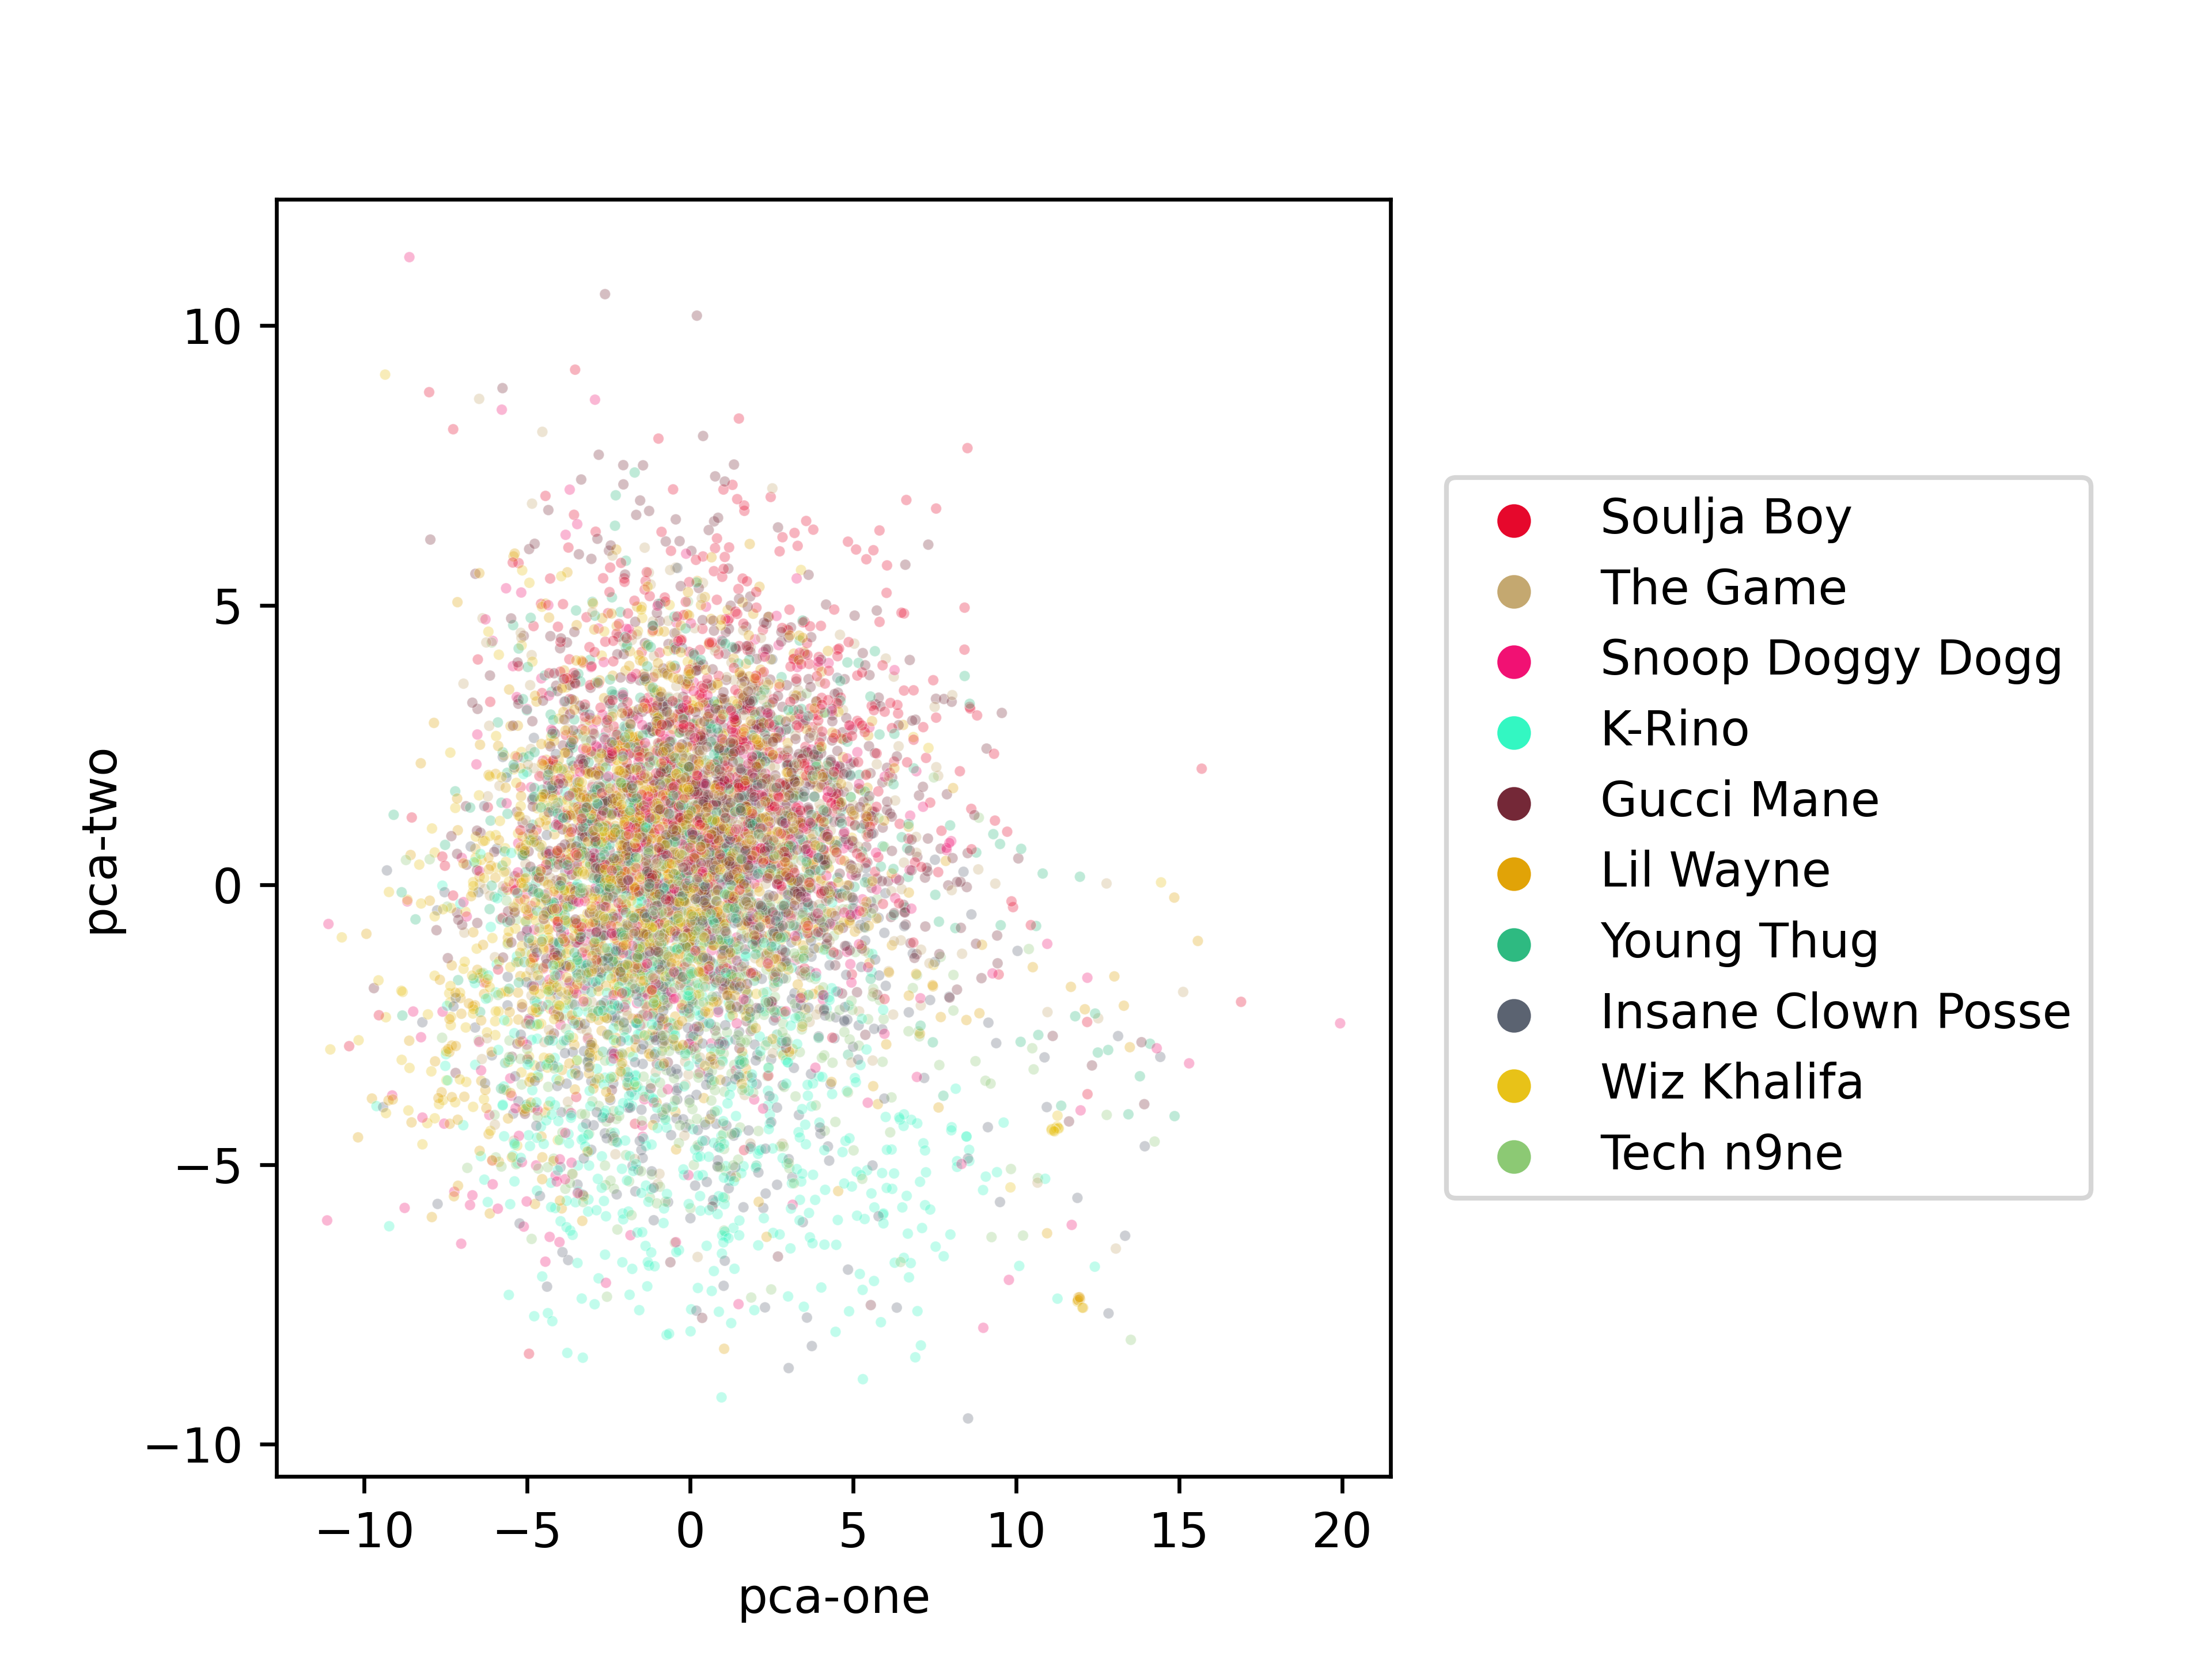 10
5
0
−5
−10
pca-two
−10 −5 0 5 10 15 20
pca-one
Soulja Boy
The Game
Snoop Doggy Dogg
K-Rino
Gucci Mane
Lil Wayne
Young Thug
Insane Clown Posse
Wiz Khalifa
Tech n9ne